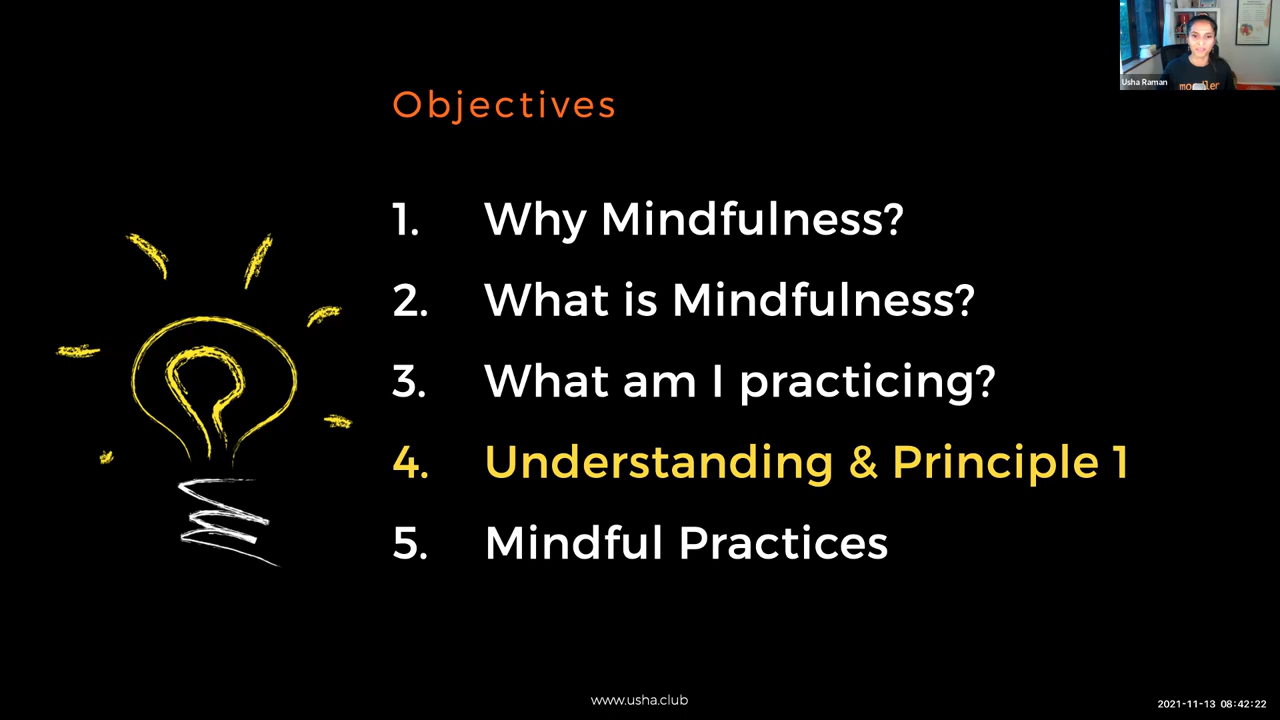 Usha Raman
Objectives
1. Why Mindfulness?
2. What is Mindfulness?
3. What am I practicing?
4. Understanding & Principle 1
5. Mindful Practices
www.usha.club
2021-11-13 08:42:22